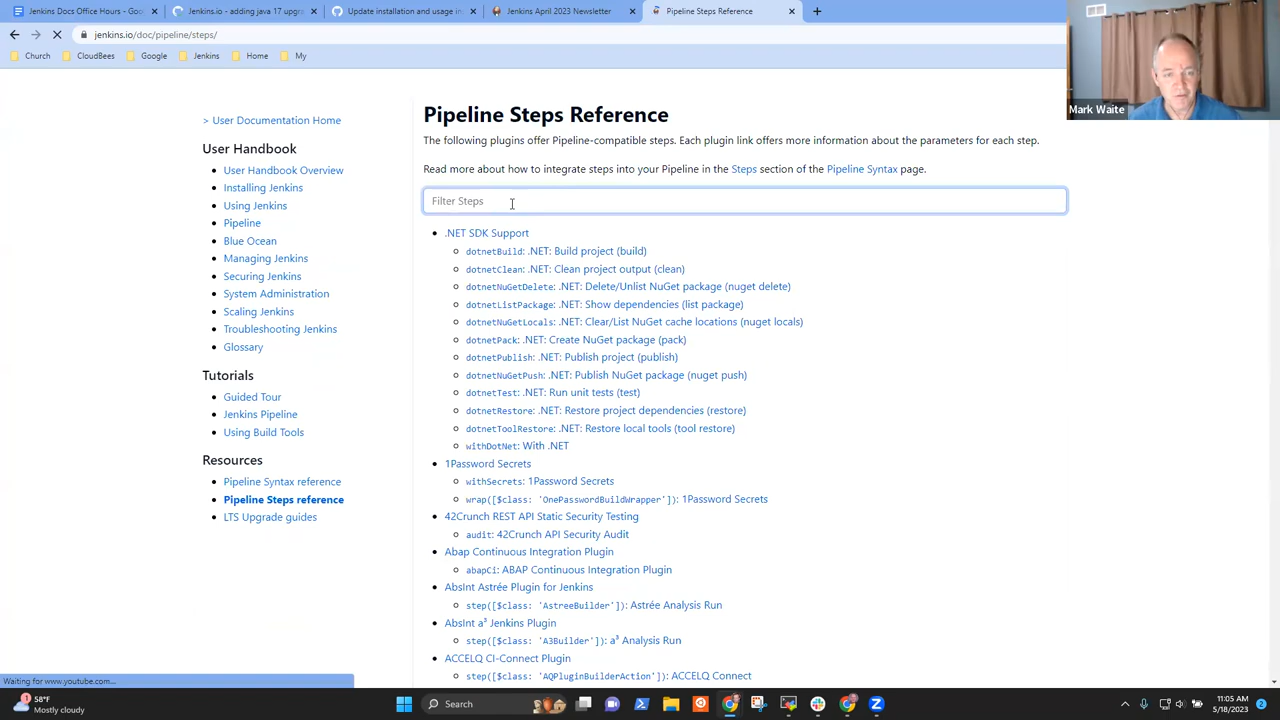 Jenkins Docs Office Hours - Goo
Jenkins.io - adding java 17 upgr
Update installation and usage in
Jenkins April 2023 Newsletter
Pipeline Steps Reference
jenkins.io/doc/pipeline/steps/
Church
CloudBees
Google
Jenkins
Home
My
Mark Waite
> User Documentation Home
User Handbook
User Handbook Overview
Installing Jenkins
Using Jenkins
Pipeline
Blue Ocean
Managing Jenkins
Securing Jenkins
System Administration
Scaling Jenkins
Troubleshooting Jenkins
Glossary
Tutorials
Guided Tour
Jenkins Pipeline
Using Build Tools
Resources
Pipeline Syntax reference
Pipeline Steps reference
LTS Upgrade guides
Pipeline Steps Reference
The following plugins offer Pipeline-compatible steps. Each plugin link offers more information about the parameters for each step.
Read more about how to integrate steps into your Pipeline in the Steps section of the Pipeline Syntax page.
Filter Steps
.NET SDK Support
dotnetBuild: .NET: Build project (build)
dotnetClean: .NET: Clean project output (clean)
dotnetNuGetDelete: .NET: Delete/Unlist NuGet package (nuget delete)
dotnetListPackage: .NET: Show dependencies (list package)
dotnetNuGetLocals: .NET: Clear/List NuGet cache locations (nuget locals)
dotnetPack: .NET: Create NuGet package (pack)
dotnetPublish: .NET: Publish project (publish)
dotnetNuGetPush: .NET: Publish NuGet package (nuget push)
dotnetTest: .NET: Run unit tests (test)
dotnetRestore: .NET: Restore project dependencies (restore)
dotnetToolRestore: .NET: Restore local tools (tool restore)
withDotNet: With .NET
1Password Secrets
withSecrets: 1Password Secrets
wrap([$class: 'OnePasswordBuildWrapper']): 1Password Secrets
42Crunch REST API Static Security Testing
audit: 42Crunch API Security Audit
Abap Continuous Integration Plugin
abapCi: ABAP Continuous Integration Plugin
AbsInt Astrée Plugin for Jenkins
step([$class: 'AstreeBuilder']): Astrée Analysis Run
AbsInt a³ Jenkins Plugin
step([$class: 'A3Builder']): a³ Analysis Run
ACCELQ CI-Connect Plugin
step([$class: 'AQPluginBuilderAction']): ACCELQ Connect
Waiting for www.youtube.com...
1
58°F
Mostly cloudy
Search
11:05 AM
5/18/2023
2